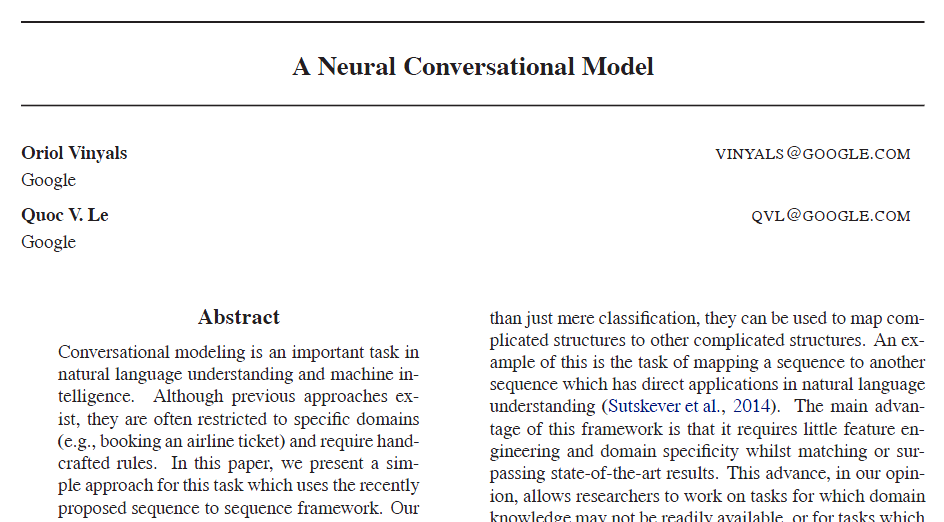 A Neural Conversational Model
Oriol Vinyals VINYALS@GOOGLE.COM
Google
Quoc V. Le QVL@GOOGLE.COM
Google
Abstract
Conversational modeling is an important task in
natural language understanding and machine in-
telligence. Although previous approaches ex-
ist, they are often restricted to specific domains
(e.g., booking an airline ticket) and require hand-
crafted rules. In this paper, we present a sim-
ple approach for this task which uses the recently
proposed sequence to sequence framework. Our
than just mere classification, they can be used to map com-
plicated structures to other complicated structures. An ex-
ample of this is the task of mapping a sequence to another
sequence which has direct applications in natural language
understanding (Sutskever et al., 2014). The main advan-
tage of this framework is that it requires little feature en-
gineering and domain specificity whilst matching or sur-
passing state-of-the-art results. This advance, in our opin-
ion, allows researchers to work on tasks for which domain
knowledge may not be readily available, or for tasks which